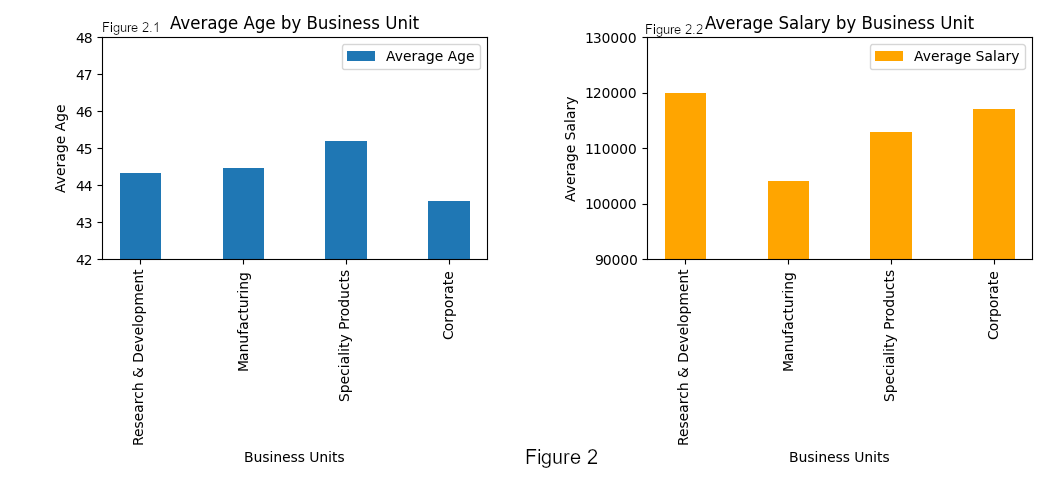 Figure 2.1 Average Age by Business Unit
48
47
46
45
44
43
42
Average Age
Average Age
Research & Development
Manufacturing
Speciality Products
Corporate
Business Units
Figure 2.2 Average Salary by Business Unit
130000
120000
110000
100000
90000
Average Salary
Average Salary
Research & Development
Manufacturing
Speciality Products
Corporate
Business Units
Figure 2